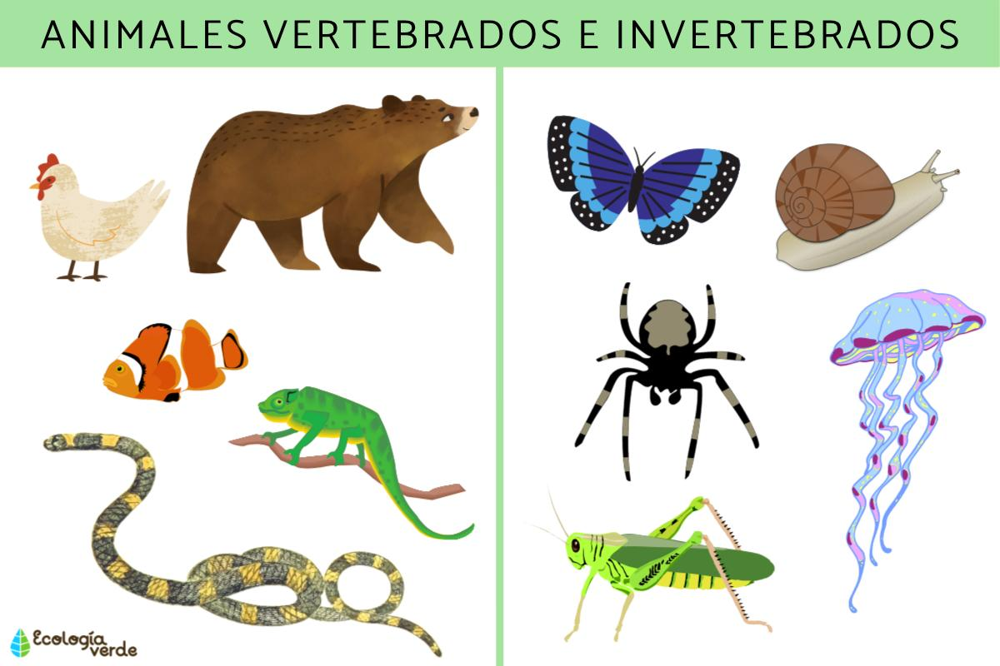 ANIMALES VERTEBRADOS E INVERTEBRADOS
Ecología
verde